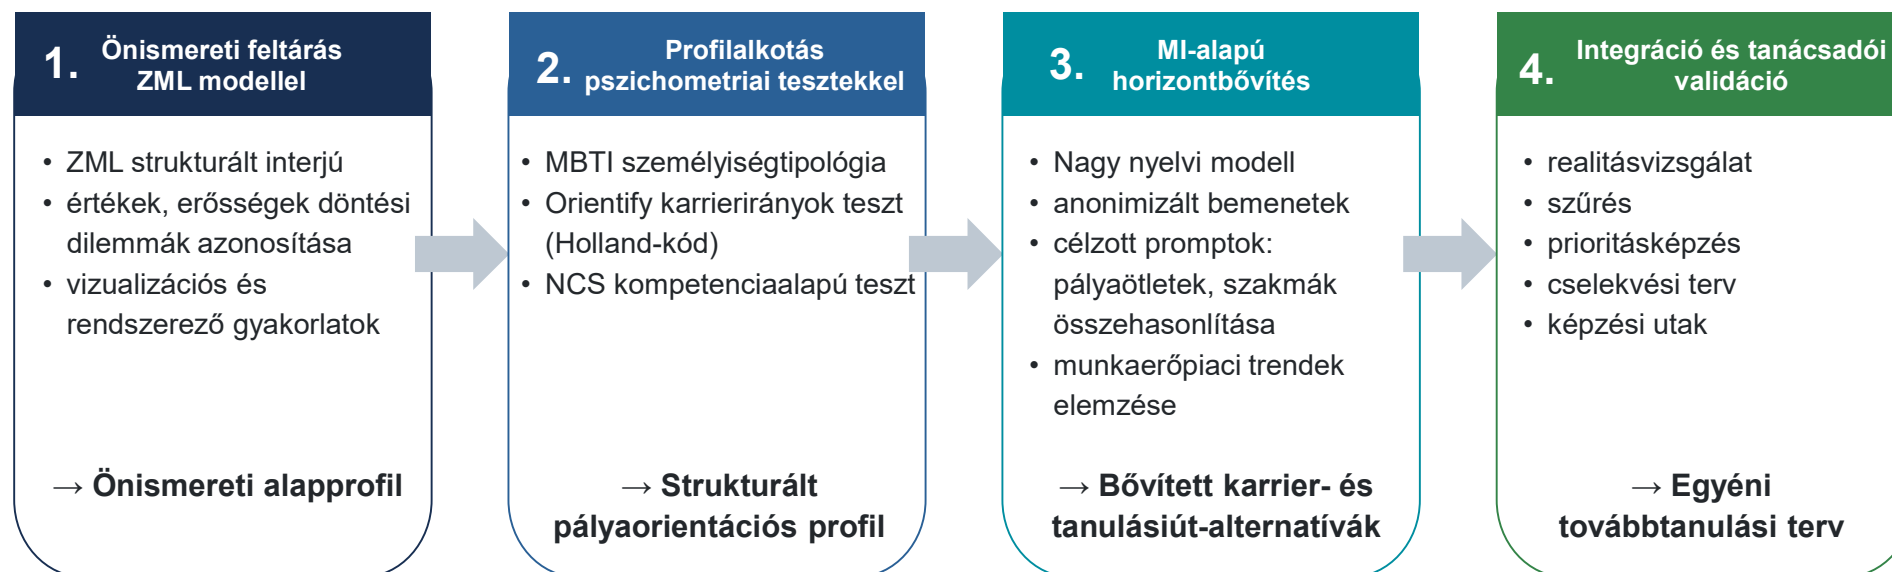 1. Önismereti feltárás
ZML modellel
• ZML strukturált interjú
• értékek, erősségek döntési
dilemmák azonosítása
• vizualizációs és
rendszerező gyakorlatok
→ Önismereti alapprofil
2. Profilalkotás
pszichometriai tesztekkel
• MBTI személyiségtipológia
• Orientify karrierirányok teszt
(Holland-kód)
• NCS kompetenciaalapú teszt
→ Strukturált
pályaorientációs profil
3. MI-alapú
horizontbővítés
• Nagy nyelvi modell
• anonimizált bemenetek
• célzott promptok:
pályaötletek, szakmák
összehasonlítása
• munkaerőpiaci trendek
elemzése
→ Bővített karrier- és
tanulásiút-alternatívák
4. Integráció és tanácsadói
validáció
• realitásvizsgálat
• szűrés
• prioritásképzés
• cselekvési terv
• képzési utak
→ Egyéni
továbbtanulási terv